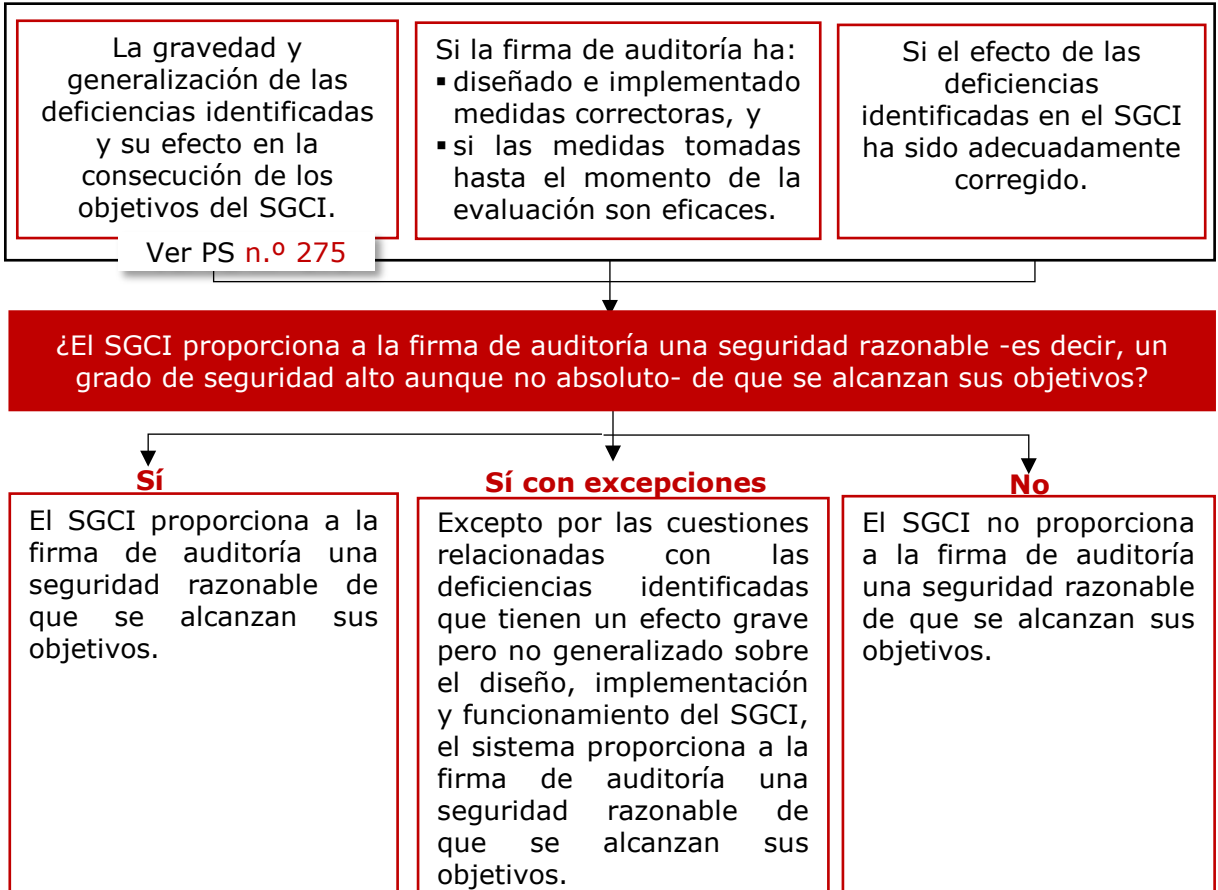 La gravedad y
generalización de las
deficiencias identificadas
y su efecto en la
consecución de los
objetivos del SGCI.
Ver PS n.º 275
Si la firma de auditoría ha:
▪ diseñado e implementado
medidas correctoras, y
▪ si las medidas tomadas
hasta el momento de la
evaluación son eficaces.
Si el efecto de las
deficiencias
identificadas en el SGCI
ha sido adecuadamente
corregido.
¿El SGCI proporciona a la firma de auditoría una seguridad razonable -es decir, un
grado de seguridad alto aunque no absoluto- de que se alcanzan sus objetivos?
Sí
El SGCI proporciona a la
firma de auditoría una
seguridad razonable de
que se alcanzan sus
objetivos.
Sí con excepciones
Excepto por las cuestiones
relacionadas con las
deficiencias identificadas
que tienen un efecto grave
pero no generalizado sobre
el diseño, implementación
y funcionamiento del SGCI,
el sistema proporciona a la
firma de auditoría una
seguridad razonable de
que se alcanzan sus
objetivos.
No
El SGCI no proporciona
a la firma de auditoría
una seguridad razonable
de que se alcanzan sus
objetivos.